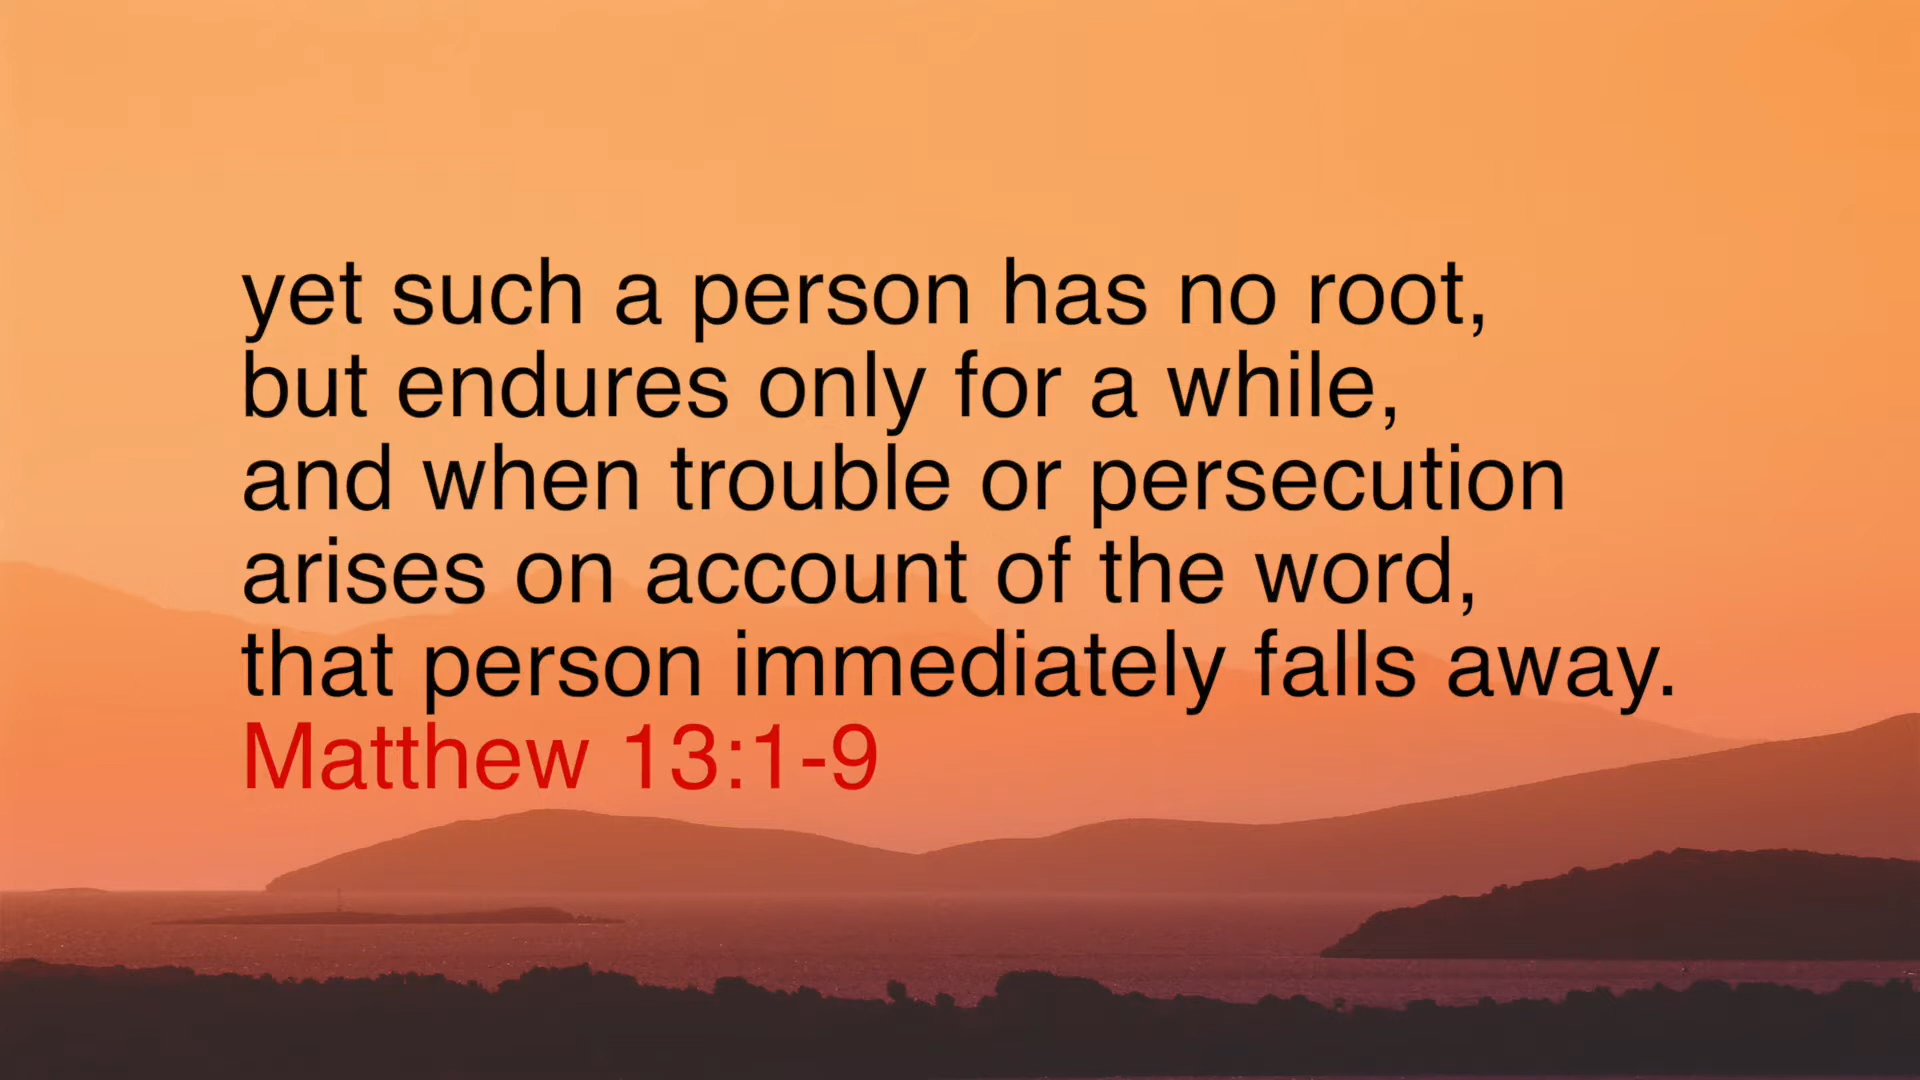 yet such a person has no root,
but endures only for a while,
and when trouble or persecution
arises on account of the word,
that person immediately falls away.
Matthew 13:1-9